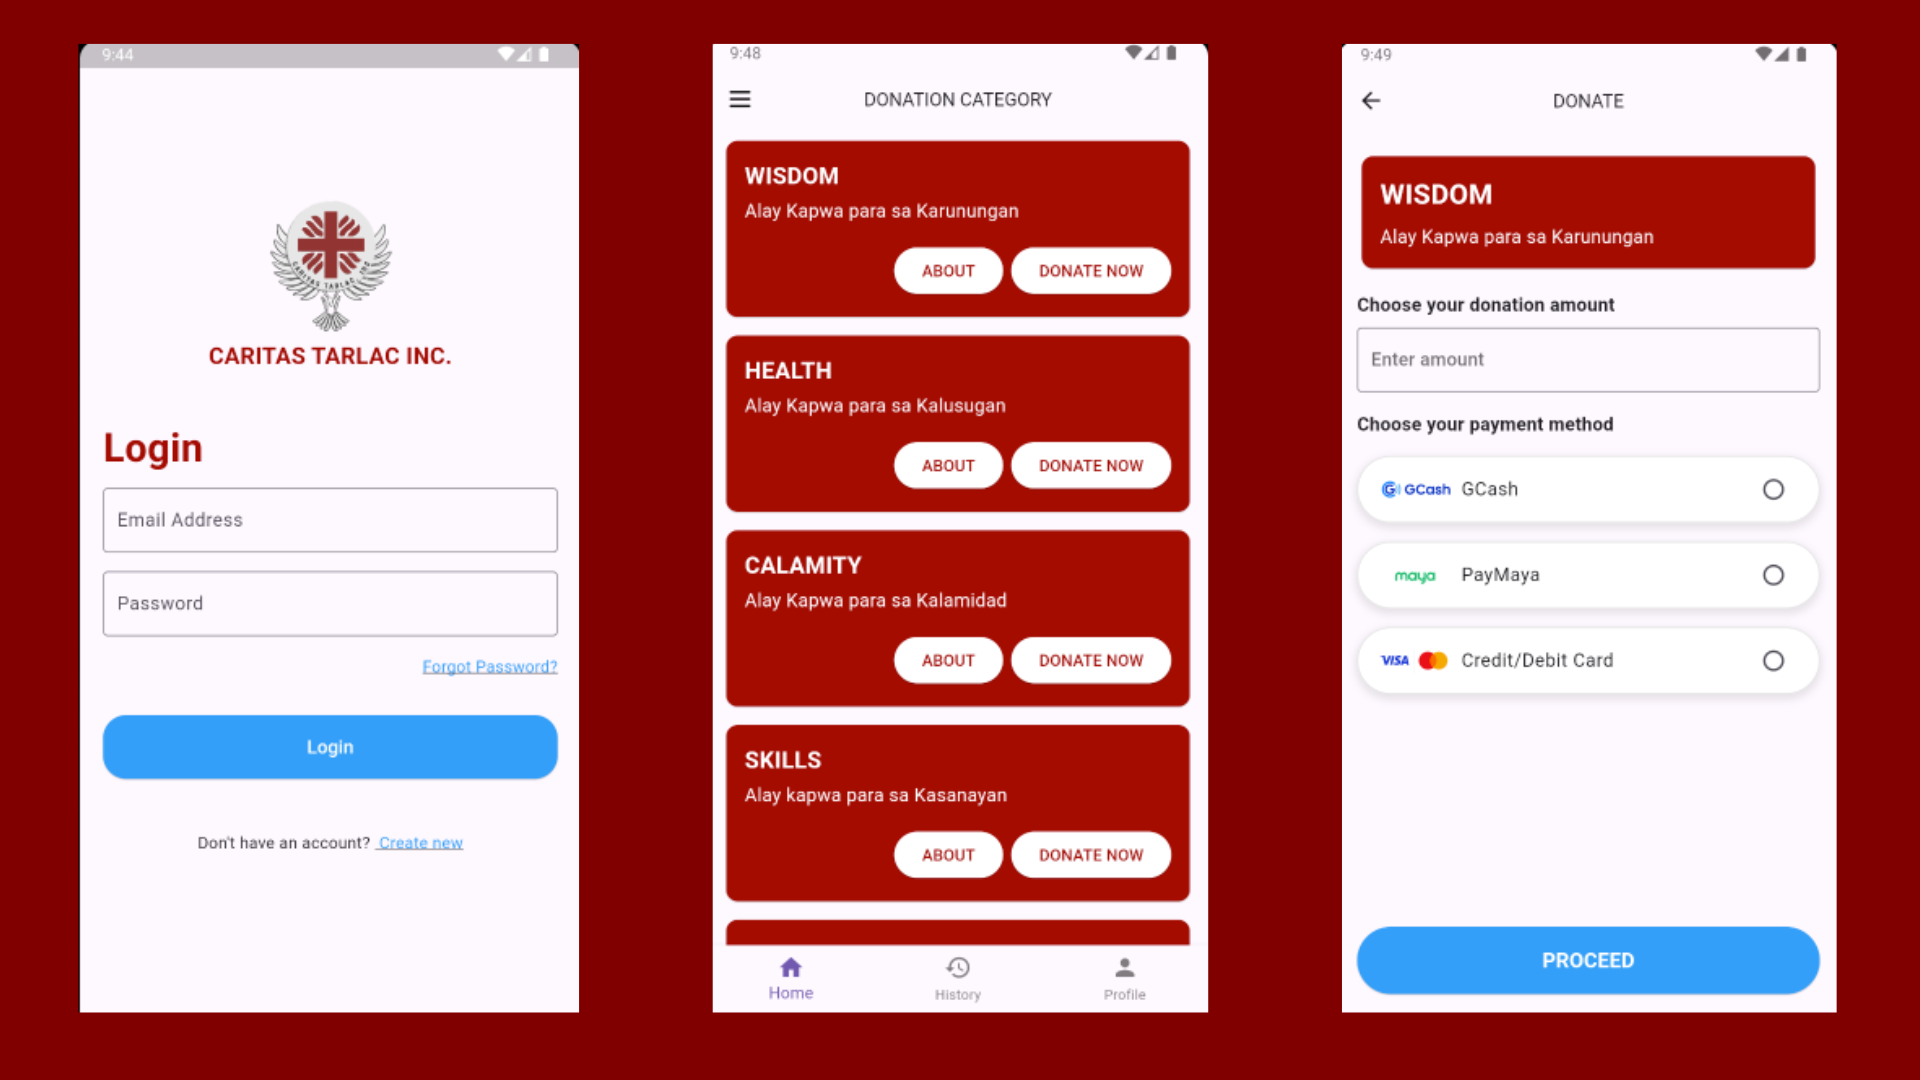 9:44
CARITAS TARLAC INC
CARITAS TARLAC INC.
Login
Email Address
Password
Forgot Password?
Login
Don't have an account? Create new
9:48
DONATION CATEGORY
WISDOM
Alay Kapwa para sa Karunungan
ABOUT DONATE NOW
HEALTH
Alay Kapwa para sa Kalusugan
ABOUT DONATE NOW
CALAMITY
Alay Kapwa para sa Kalamidad
ABOUT DONATE NOW
SKILLS
Alay kapwa para sa Kasanayan
ABOUT DONATE NOW
Home History Profile
9:49
DONATE
WISDOM
Alay Kapwa para sa Karunungan
Choose your donation amount
Enter amount
Choose your payment method
G GCash GCash
maya PayMaya
VISA Credit/Debit Card
PROCEED